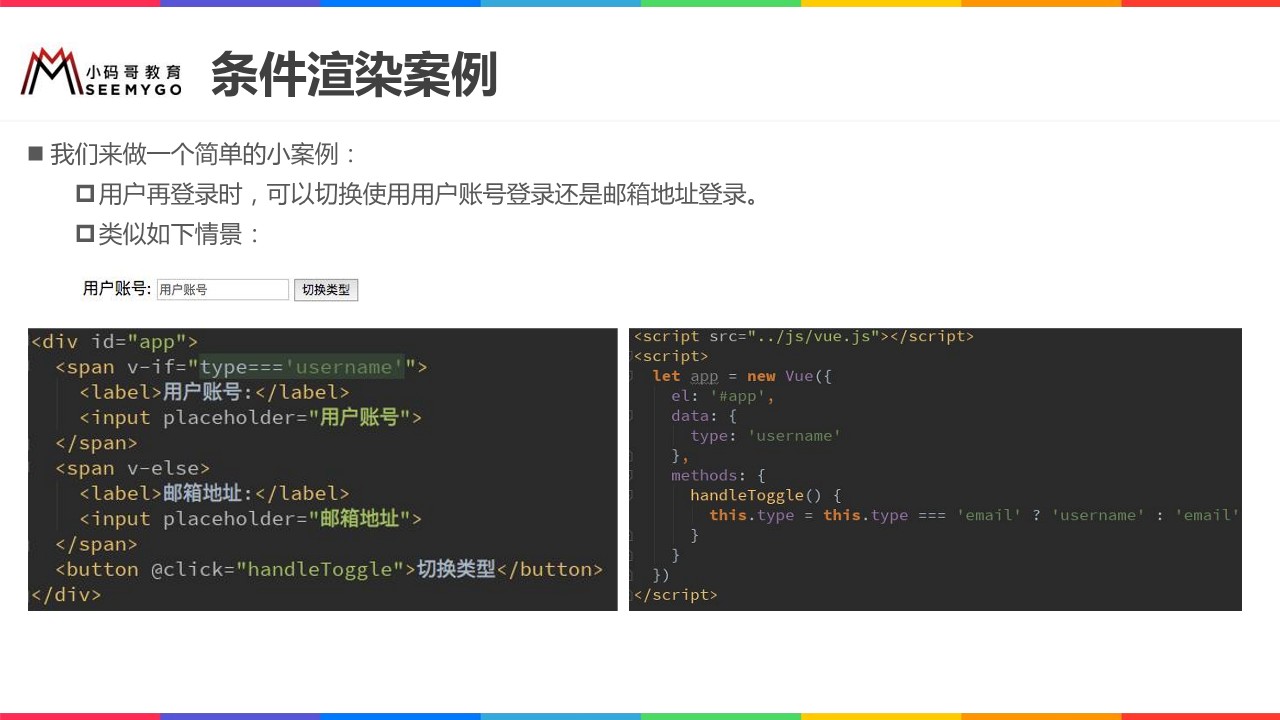 小码哥教育
SEEMYGO
条件渲染案例
我们来做一个简单的小案例：
用户再登录时，可以切换使用用户账号登录还是邮箱地址登录。
类似如下情景：
用户账号: 用户账号 切换类型
<div id="app">
<span v-if="type==='username'">
<label>用户账号:</label>
<input placeholder="用户账号">
</span>
<span v-else>
<label>邮箱地址:</label>
<input placeholder="邮箱地址">
</span>
<button @click="handleToggle">切换类型</button>
</div>
<script src="../js/vue.js"></script>
<script>
let app = new Vue({
el: '#app',
data: {
type: 'username'
},
methods: {
handleToggle() {
this.type = this.type === 'email' ? 'username' : 'email'
}
}
})
</script>